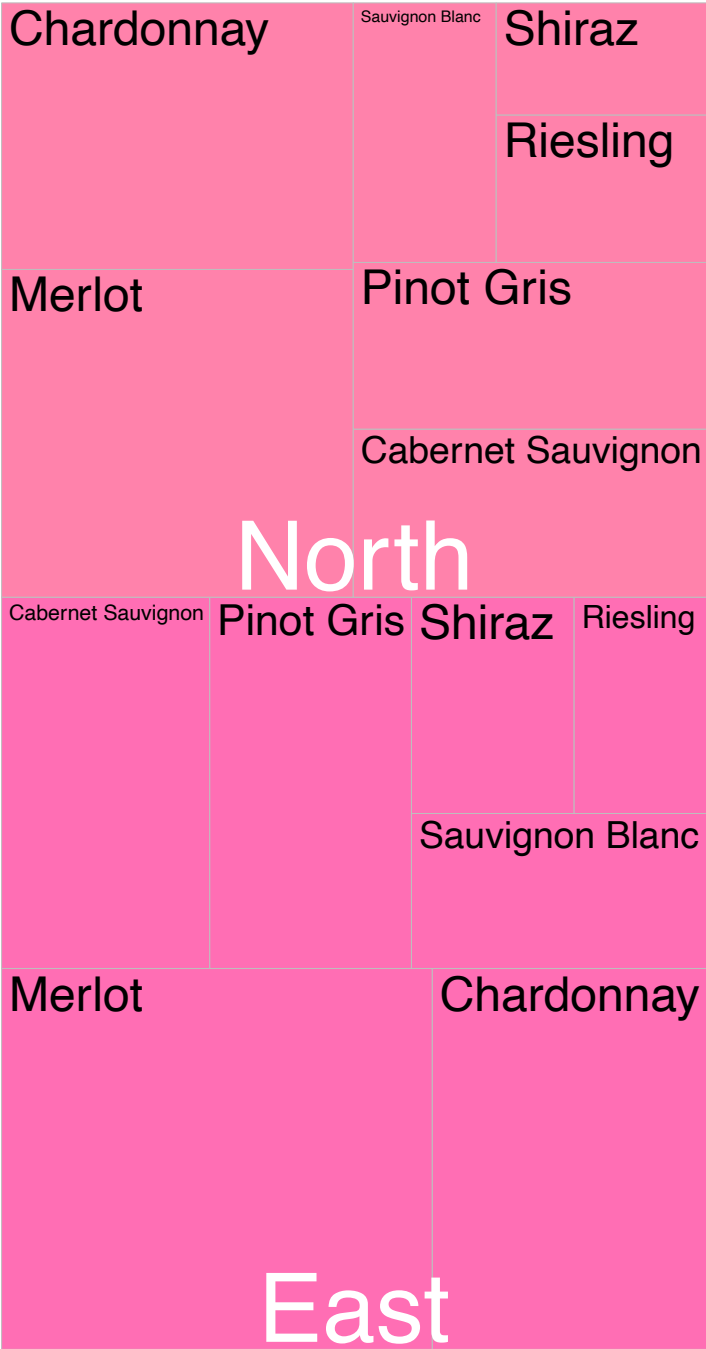 Chardonnay
Sauvignon Blanc
Shiraz
Riesling
Merlot
Pinot Gris
Cabernet Sauvignon
North
Cabernet Sauvignon
Pinot Gris
Shiraz
Riesling
Sauvignon Blanc
Merlot
Chardonnay
East